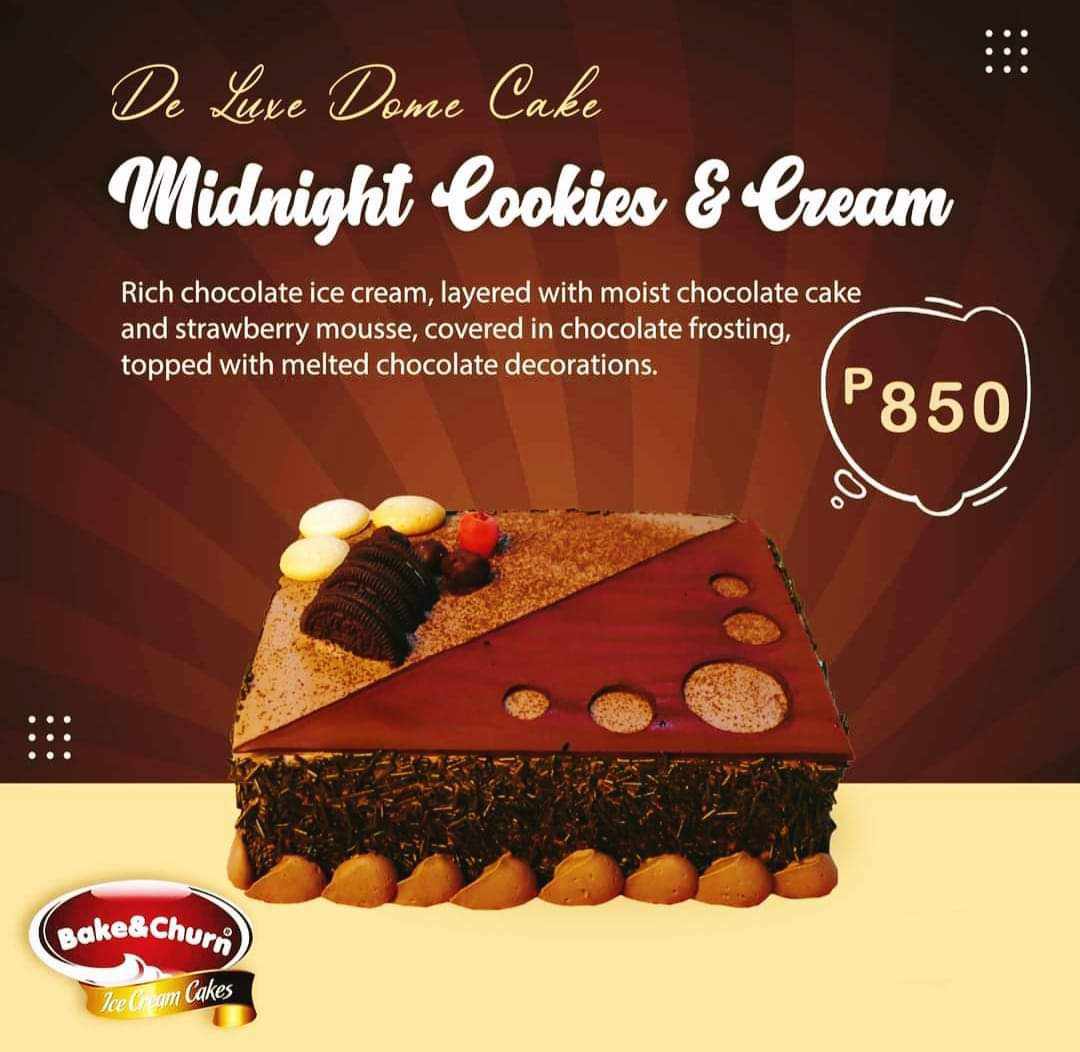 De Luxe Dome Cake
Midnight Cookies & Cream
Rich chocolate ice cream, layered with moist chocolate cake
and strawberry mousse, covered in chocolate frosting,
topped with melted chocolate decorations.
P850
Bake&Churn
Ice Cream Cakes